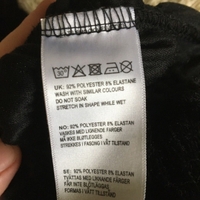 30°
UK: 92% POLYESTER 8% ELASTANE
WASH WITH SIMILAR COLOURS
DO NOT SOAK
STRETCH IN SHAPE WHILE WET
NO: 92% POLYESTER 8% ELASTAN
VASKES MED LIGNENDE FARGER
MÅ IKKE BLØTLEGGES
STREKKES I FASONG I VÅT TILSTAND
SE: 92% POLYESTER 8% ELASTAN
TVÄTTAS MED LIKNANDE FÄRGER
FÅR INTE BLÖTLÄGGAS
FORMAS I VÅTT TILLSTÅND